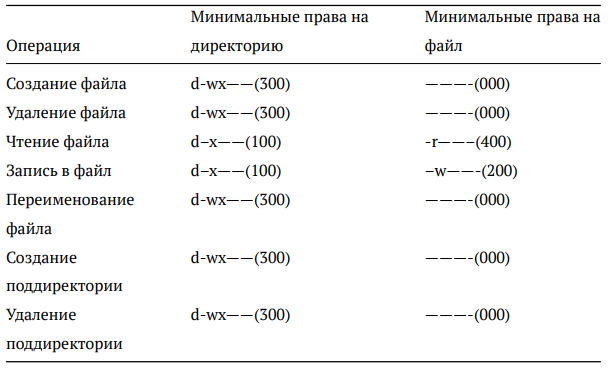 Минимальные права на Минимальные права на
Операция директорию файл
Создание файла d-wx——(300) ———-(000)
Удаление файла d-wx——(300) ———-(000)
Чтение файла d–x——(100) -r——–(400)
Запись в файл d–x——(100) –w——-(200)
Переименование d-wx——(300) ———-(000)
файла
Создание d-wx——(300) ———-(000)
поддиректории
Удаление d-wx——(300) ———-(000)
поддиректории